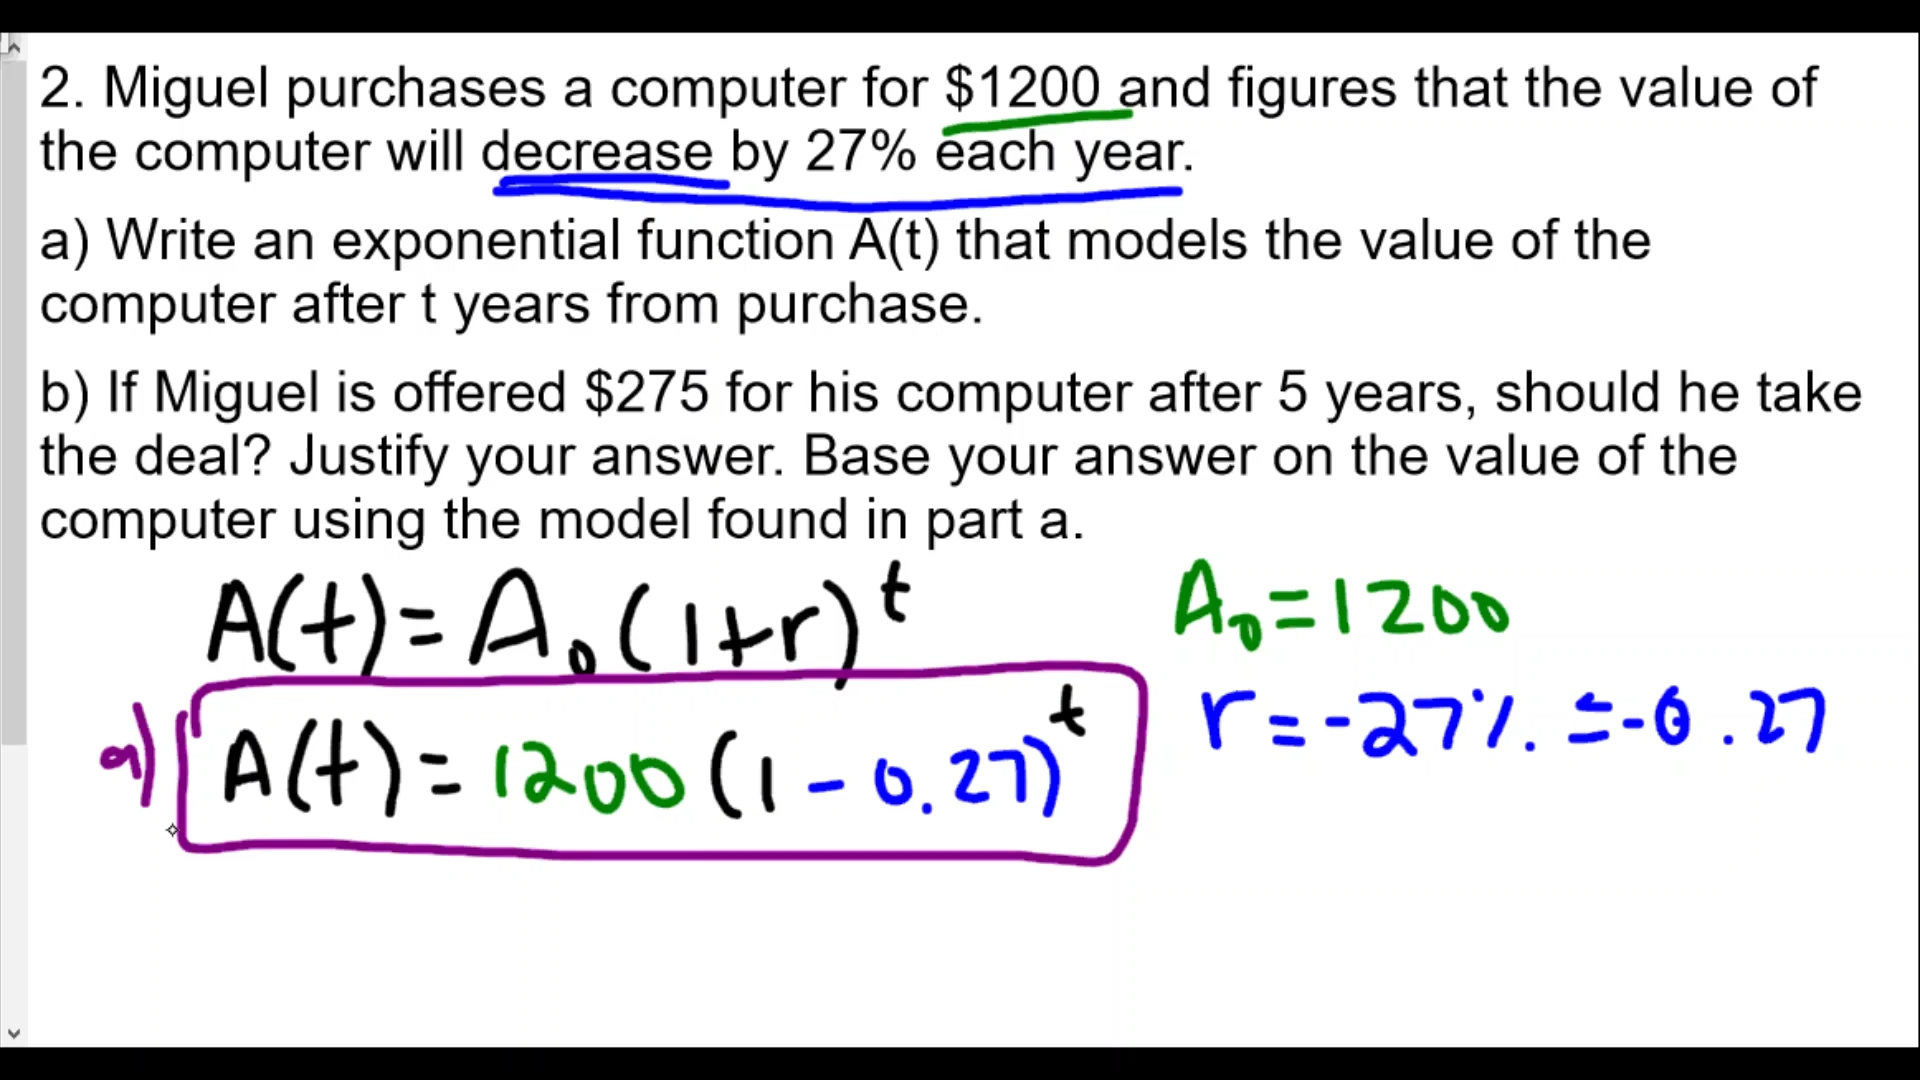 2. Miguel purchases a computer for $1200 and figures that the value of
the computer will decrease by 27% each year.
a) Write an exponential function A(t) that models the value of the
computer after t years from purchase.
b) If Miguel is offered $275 for his computer after 5 years, should he take
the deal? Justify your answer. Base your answer on the value of the
computer using the model found in part a.
A(t)=A₀(1+r)ᵗ
A₀=1200
r=-27%=-0.27
a) A(t)=1200(1-0.27)ᵗ